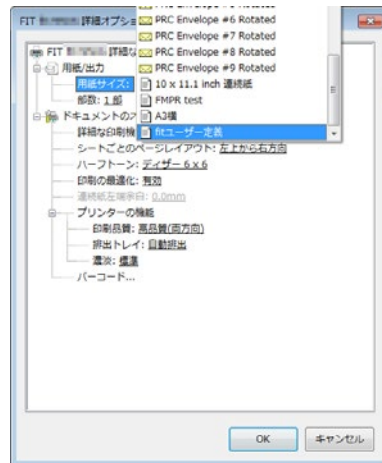 FIT 詳細オプショ
PRC Envelope #6 Rotated
PRC Envelope #7 Rotated
PRC Envelope #8 Rotated
PRC Envelope #9 Rotated
10 x 11.1 inch 連続紙
FMPR test
A3横
fitユーザー定義
FIT 詳細な
用紙/出力
用紙サイズ:
部数: 1 部
ドキュメントのオ
詳細な印刷機
シートごとのページレイアウト: 左上から右方向
ハーフトーン: ディザー 6 x 6
印刷の最適化: 有効
連続紙左端余白: 0.0mm
プリンターの機能
印刷品質: 高品質(両方向)
排出トレイ: 自動排出
濃淡: 標準
バーコード...
OK
キャンセル